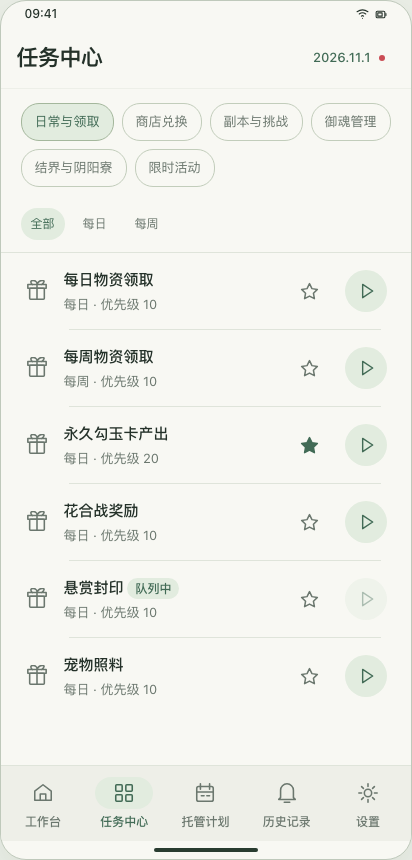 09:41
任务中心
2026.11.1
日常与领取 商店兑换 副本与挑战 御魂管理
结界与阴阳寮 限时活动
全部 每日 每周
每日物资领取
每日 · 优先级 10
每周物资领取
每周 · 优先级 10
永久勾玉卡产出
每日 · 优先级 20
花合战奖励
每日 · 优先级 10
悬赏封印 队列中
每日 · 优先级 10
宠物照料
每日 · 优先级 10
工作台 任务中心 托管计划 历史记录 设置